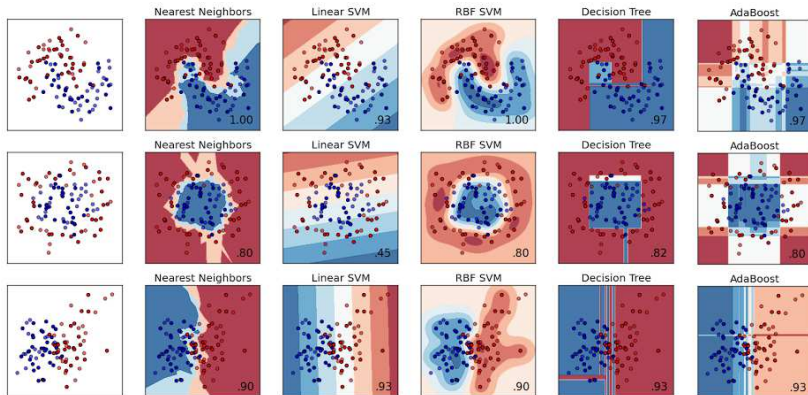 Nearest Neighbors
Linear SVM
RBF SVM
Decision Tree
AdaBoost
1.00
.93
1.00
.97
.97
Nearest Neighbors
Linear SVM
RBF SVM
Decision Tree
AdaBoost
.80
.45
.80
.82
.80
Nearest Neighbors
Linear SVM
RBF SVM
Decision Tree
AdaBoost
.90
.93
.90
.93
.93